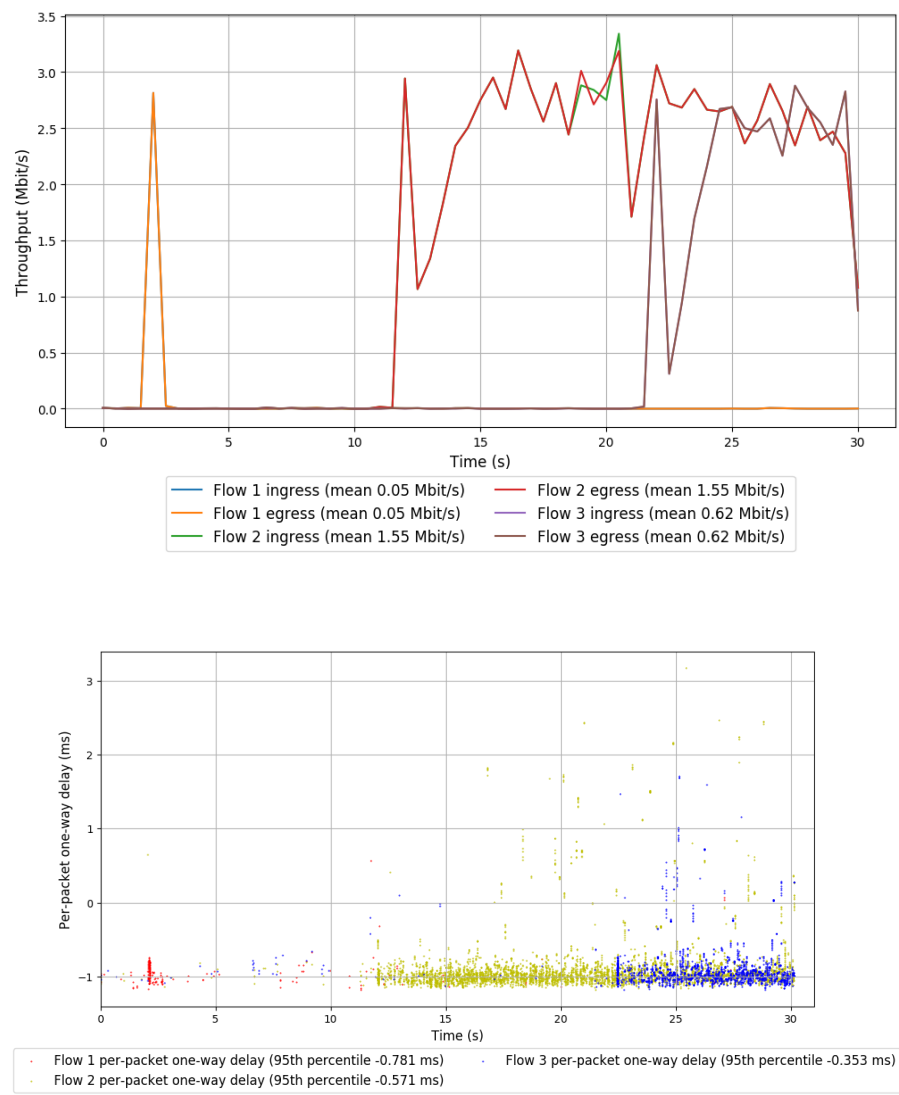 3.5
3.0
2.5
2.0
1.5
1.0
0.5
0.0
Throughput (Mbit/s)
0 5 10 15 20 25 30
Time (s)
Flow 1 ingress (mean 0.05 Mbit/s) Flow 2 egress (mean 1.55 Mbit/s)
Flow 1 egress (mean 0.05 Mbit/s) Flow 3 ingress (mean 0.62 Mbit/s)
Flow 2 ingress (mean 1.55 Mbit/s) Flow 3 egress (mean 0.62 Mbit/s)
3
2
1
0
−1
Per-packet one-way delay (ms)
0 5 10 15 20 25 30
Time (s)
Flow 1 per-packet one-way delay (95th percentile -0.781 ms) Flow 3 per-packet one-way delay (95th percentile -0.353 ms)
Flow 2 per-packet one-way delay (95th percentile -0.571 ms)